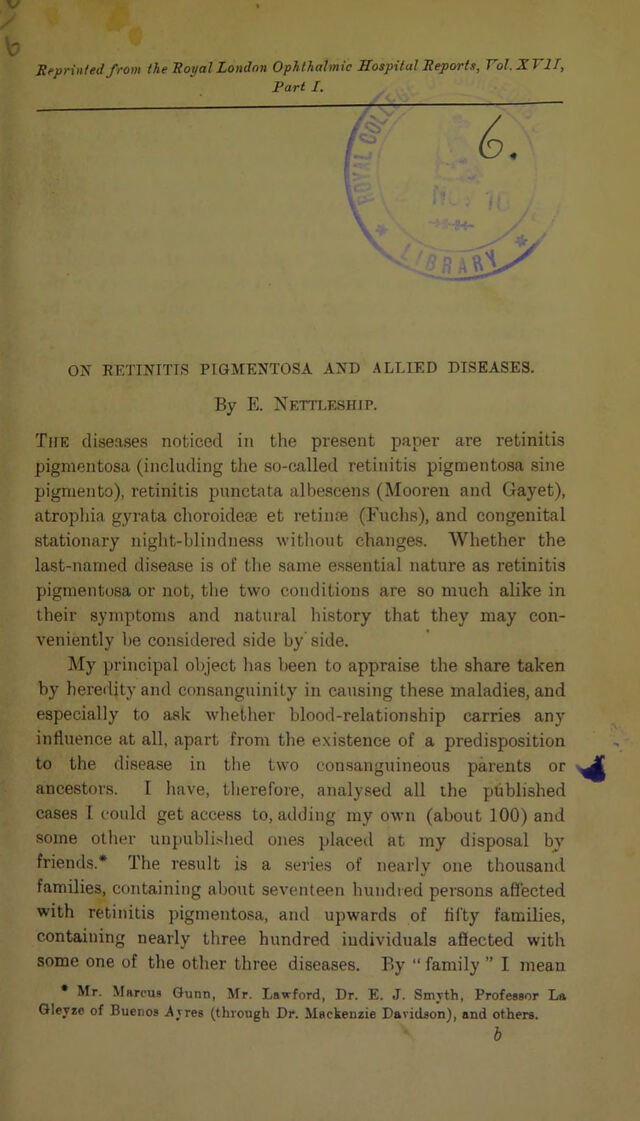 Reprinted from the Royal London Ophthalmic Hospital Reports, Vol. XVII,
Part I.
6.
ROYAL COLLEGE OF SURGEONS
LIBRARY
ON RETINITIS PIGMENTOSA AND ALLIED DISEASES.
By E. NETTLESHIP.
THE diseases noticed in the present paper are retinitis
pigmentosa (including the so-called retinitis pigmentosa sine
pigmento), retinitis punctata albescens (Mooren and Gayet),
atrophia gyrata choroideæ et retinæ (Fuchs), and congenital
stationary night-blindness without changes. Whether the
last-named disease is of the same essential nature as retinitis
pigmentosa or not, the two conditions are so much alike in
their symptoms and natural history that they may con-
veniently be considered side by side.
My principal object has been to appraise the share taken
by heredity and consanguinity in causing these maladies, and
especially to ask whether blood-relationship carries any
influence at all, apart from the existence of a predisposition
to the disease in the two consanguineous parents or
ancestors. I have, therefore, analysed all the published
cases I could get access to, adding my own (about 100) and
some other unpublished ones placed at my disposal by
friends.* The result is a series of nearly one thousand
families, containing about seventeen hundred persons affected
with retinitis pigmentosa, and upwards of fifty families,
containing nearly three hundred individuals affected with
some one of the other three diseases. By “ family ” I mean
* Mr. Marcus Gunn, Mr. Lawford, Dr. E. J. Smyth, Professor La
Gleyze of Buenos Ayres (through Dr. Mackenzie Davidson), and others.
b